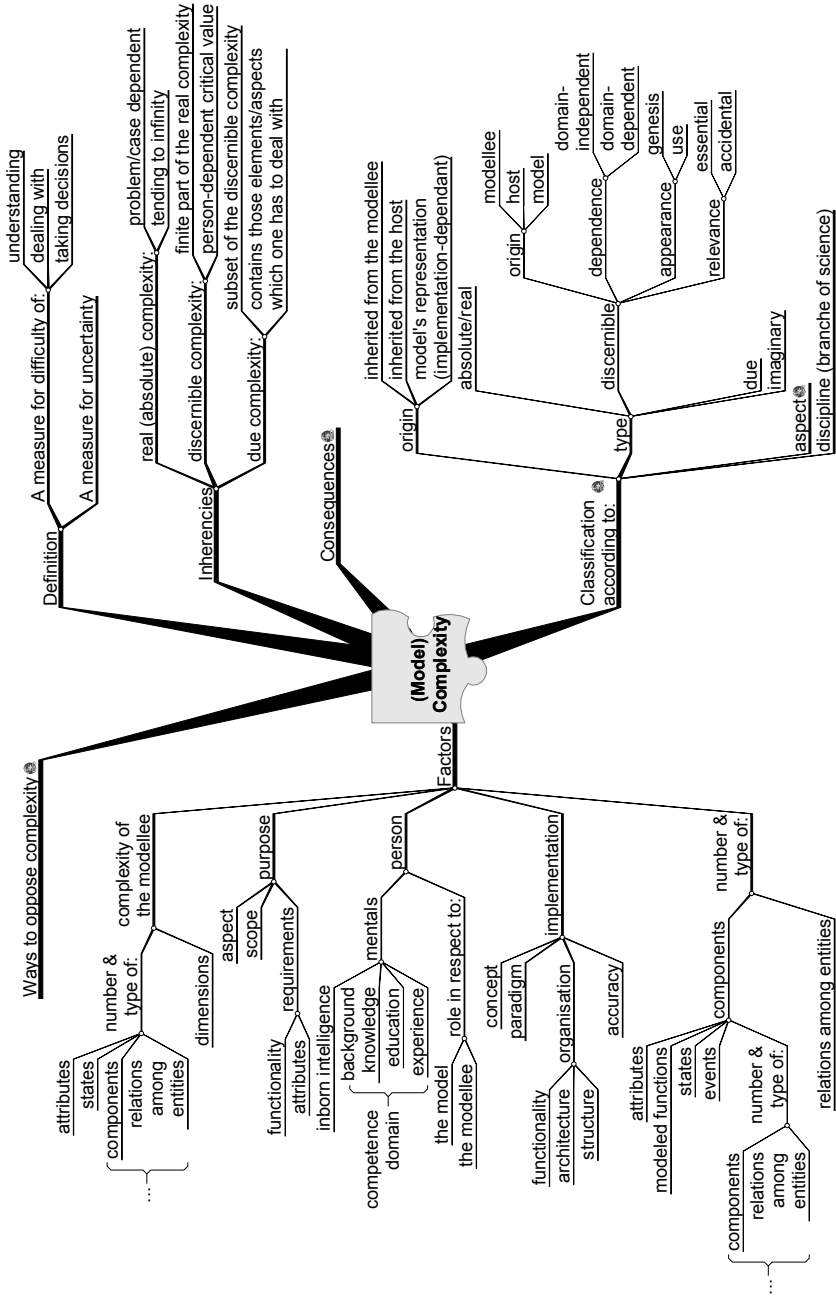 (Model)
Complexity
Definition
A measure for difficulty of:
understanding
dealing with
taking decisions
A measure for uncertainty
Inherencies
real (absolute) complexity:
problem/case dependent
tending to infinity
discernible complexity:
finite part of the real complexity
person-dependent critical value
due complexity:
subset of the discernible complexity
contains those elements/aspects
which one has to deal with
Consequences
Classification
according to:
origin
inherited from the modellee
inherited from the host
model's representation
(implementation-dependant)
type
absolute/real
discernible
origin
modellee
host
model
dependence
domain-
independent
domain-
dependent
appearance
genesis
use
relevance
essential
accidental
due
imaginary
aspect
discipline (branche of science)
Ways to oppose complexity
Factors
complexity of
the modellee
number &
type of:
attributes
states
components
relations
among
entities
...
dimensions
purpose
aspect
scope
requirements
functionality
attributes
person
mentals
inborn intelligence
background
knowledge
education
experience
competence
domain
role in respect to:
the model
the modellee
implementation
concept
paradigm
organisation
functionality
architecture
structure
accuracy
number &
type of:
components
attributes
modeled functions
states
events
number &
type of:
components
relations
among
entities
...
relations among entities